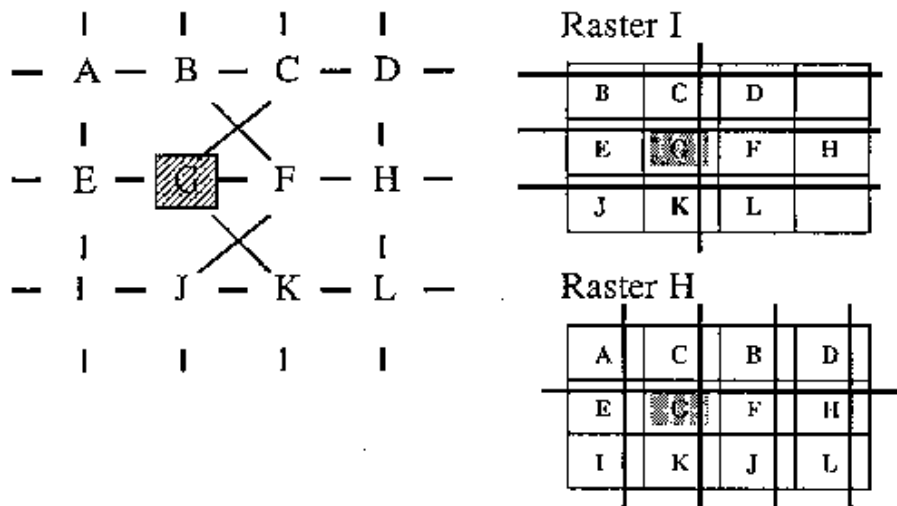 A B C D
E G F H
I J K L
Raster I
B C D
E G F H
J K L
Raster H
A C B D
E G F H
I K J L